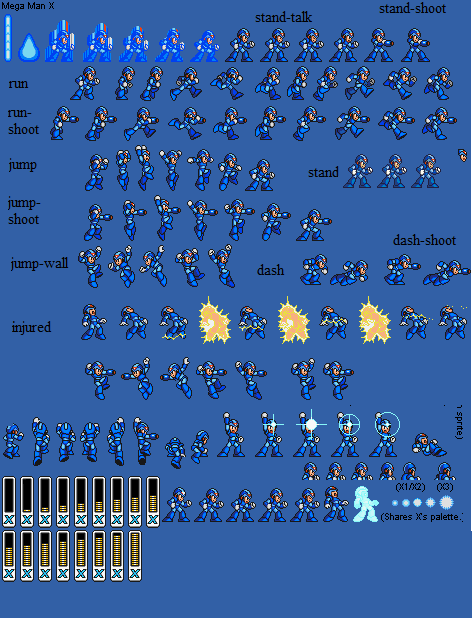 Mega Man X
stand-talk
stand-shoot
run
run-
shoot
jump
stand
jump-
shoot
dash-shoot
jump-wall
dash
injured
sprite)
(X1/X2) (X3)
(Shares X's palette.
X X X X X X X X X
X X X X X X X X